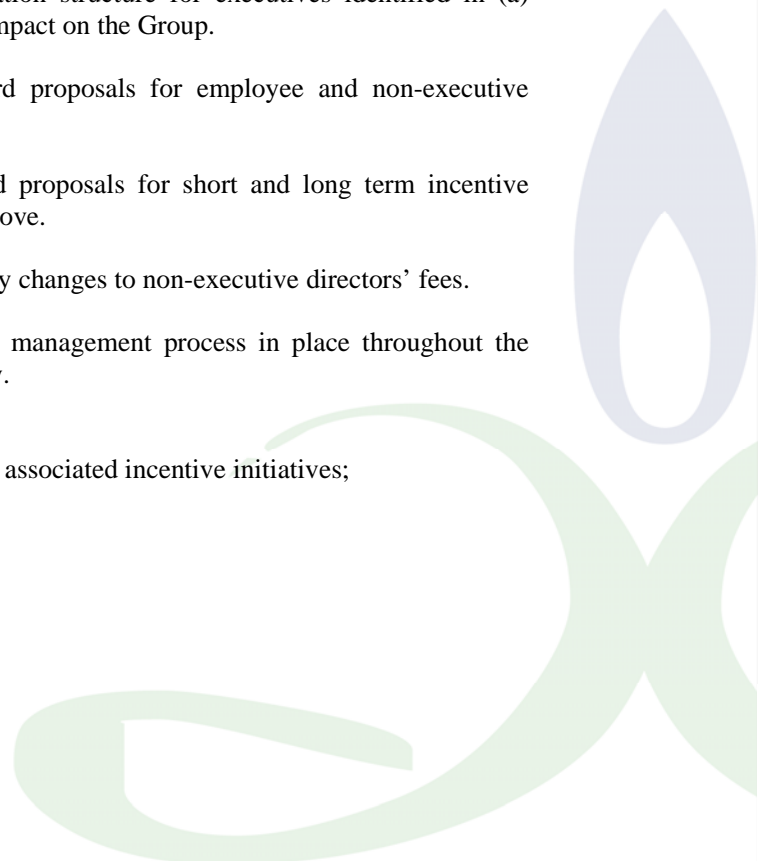 structure for executives identified in (a)
mpact on the Group.
proposals for employee and non-executive
proposals for short and long term incentive
ove.
changes to non-executive directors’ fees.
management process in place throughout the
associated incentive initiatives;